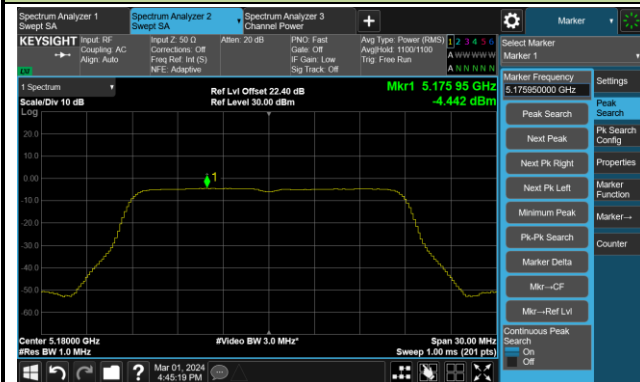 Spectrum Analyzer 1
Swept SA
Spectrum Analyzer 2
Swept SA
Spectrum Analyzer 3
Channel Power
Marker
KEYSIGHT
Input: RF
Coupling: AC
Align: Auto
Input Z: 50 Ω
Corrections: Off
Freq Ref: Int (S)
NFE: Adaptive
Atten: 20 dB
PNO: Fast
Gate: Off
IF Gain: Low
Sig Track: Off
Avg Type: Power (RMS)
Avg|Hold: 1100/1100
Trig: Free Run
1 2 3 4 5 6
A W W W W W
A N N N N N
Select Marker
Marker 1
1 Spectrum
Scale/Div 10 dB
Log
Ref Lvl Offset 22.40 dB
Ref Level 30.00 dBm
Mkr1 5.175 95 GHz
-4.442 dBm
20.0
10.0
0.00
-10.0
-20.0
-30.0
-40.0
-50.0
-60.0
1
Center 5.18000 GHz
#Res BW 1.0 MHz
#Video BW 3.0 MHz*
Span 30.00 MHz
Sweep 1.00 ms (201 pts)
Marker Frequency
5.175950000 GHz
Peak Search
Next Peak
Next Pk Right
Next Pk Left
Minimum Peak
Pk-Pk Search
Marker Delta
Mkr→CF
Mkr→Ref Lvl
Continuous Peak
Search
On
Off
Settings
Peak
Search
Pk Search
Config
Properties
Marker
Function
Marker→
Counter
Mar 01, 2024
4:45:19 PM